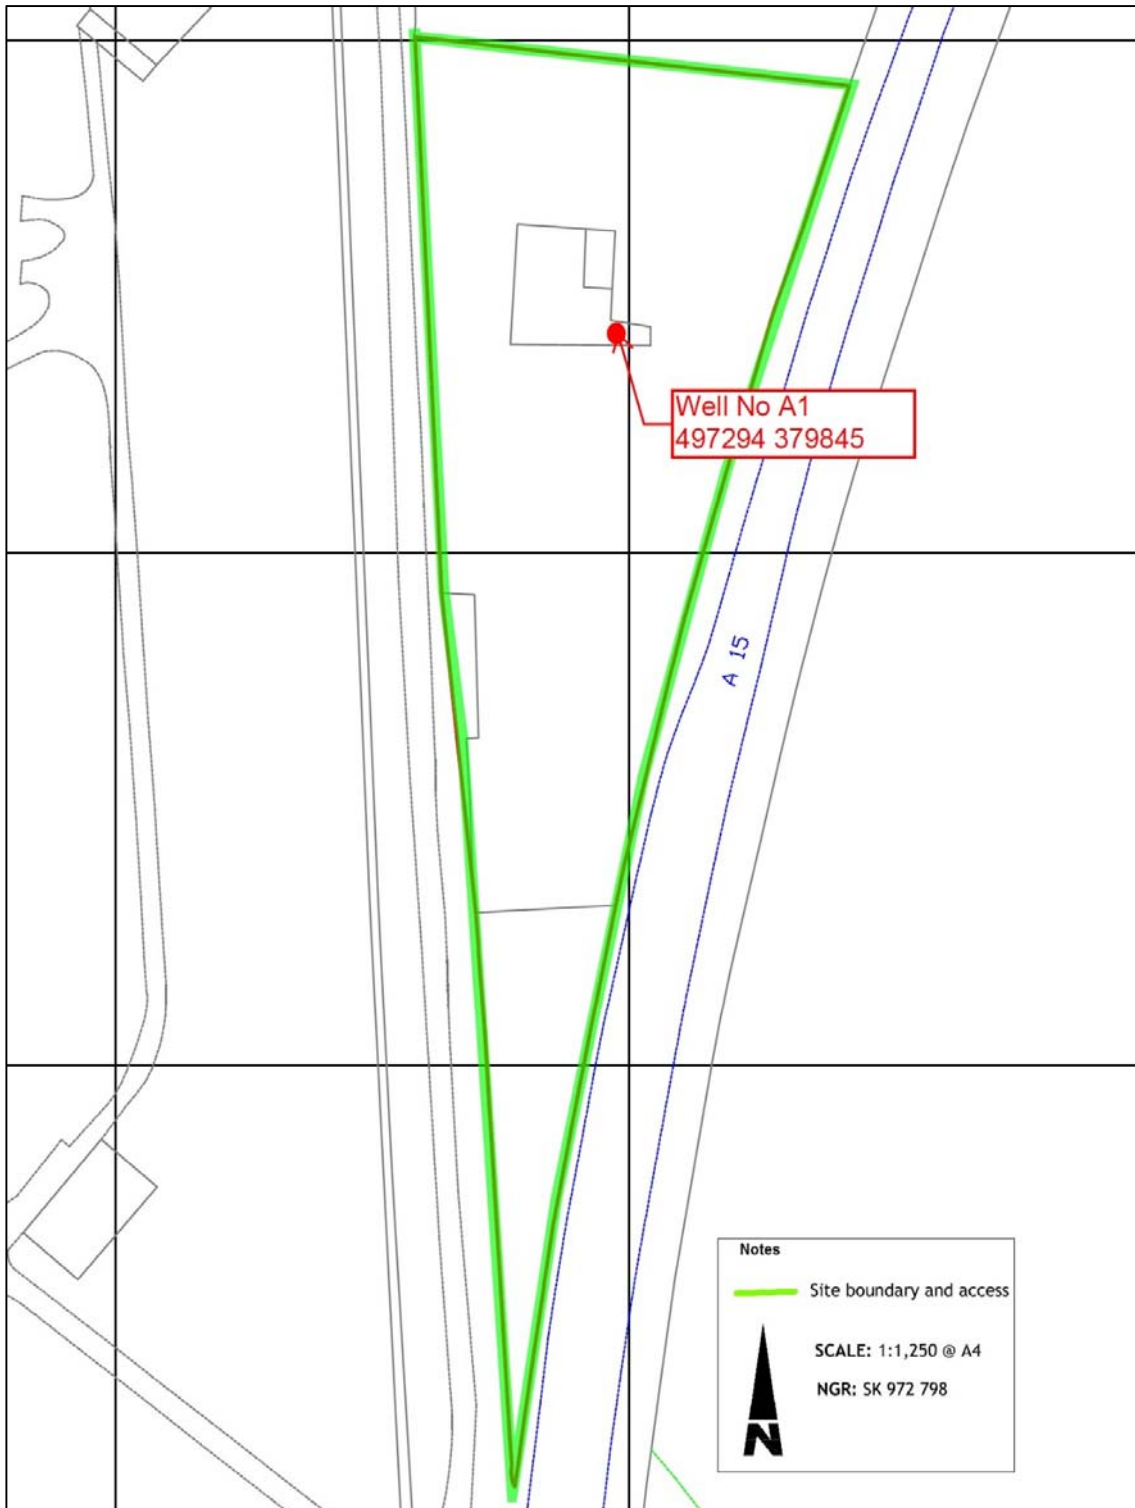 Well No A1
497294 379845
A 15
Notes
Site boundary and access
SCALE: 1:1,250 @ A4
NGR: SK 972 798
N